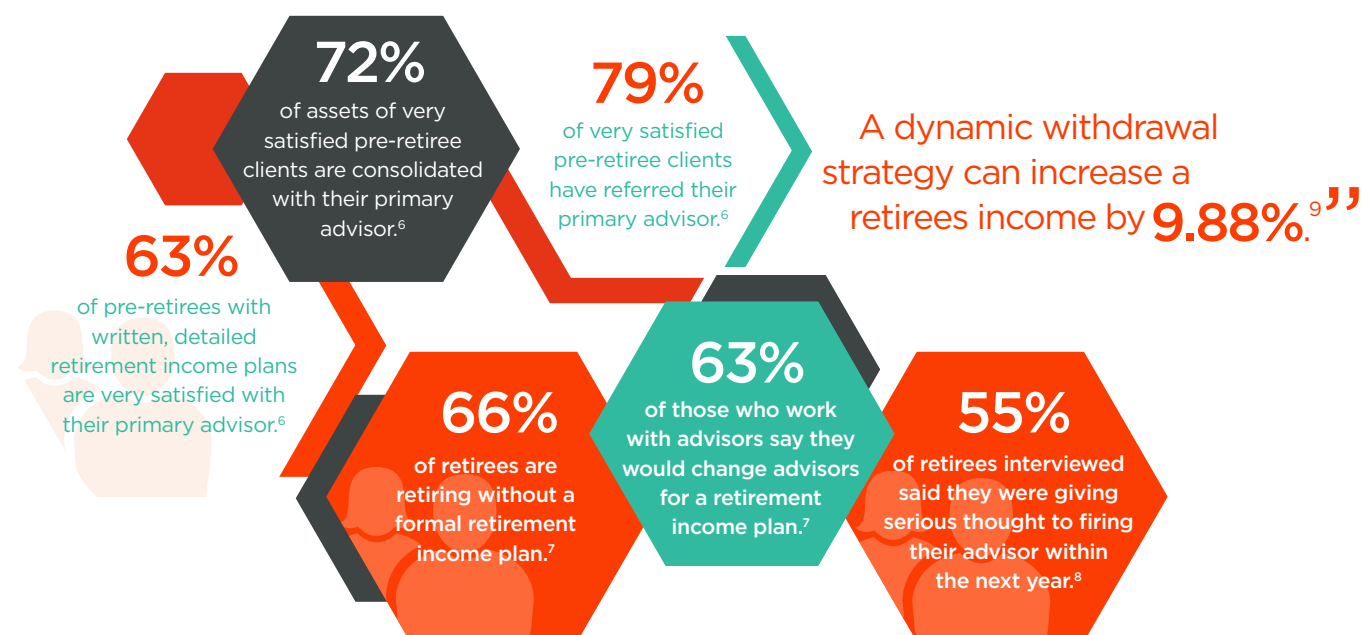 72%
of assets of very
satisfied pre-retiree
clients are consolidated
with their primary
advisor.⁶
79%
of very satisfied
pre-retiree clients
have referred their
primary advisor.⁶
A dynamic withdrawal
strategy can increase a
retirees income by 9.88%.⁹”
63%
of pre-retirees with
written, detailed
retirement income plans
are very satisfied with
their primary advisor.⁶
66%
of retirees are
retiring without a
formal retirement
income plan.⁷
63%
of those who work
with advisors say they
would change advisors
for a retirement
income plan.⁷
55%
of retirees interviewed
said they were giving
serious thought to firing
their advisor within
the next year.⁸